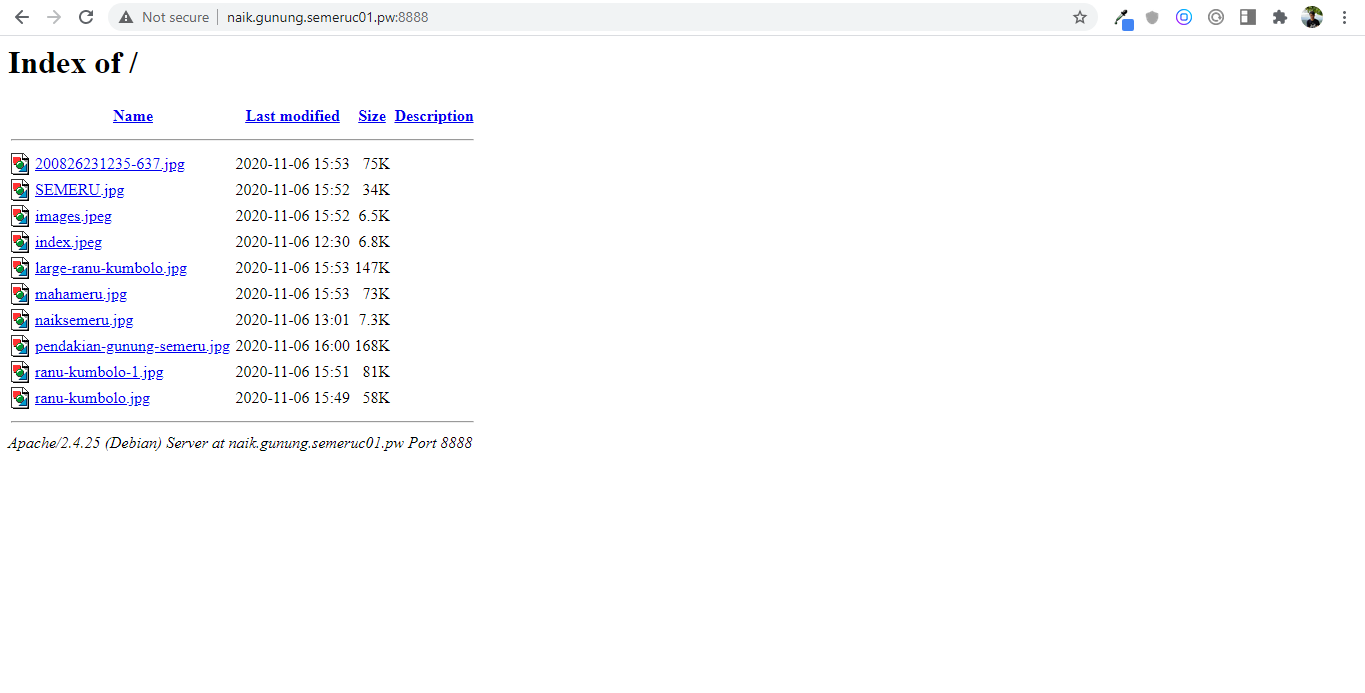 Not secure naik.gunung.semeruc01.pw:8888
Index of /
Name Last modified Size Description
200826231235-637.jpg 2020-11-06 15:53 75K
SEMERU.jpg 2020-11-06 15:52 34K
images.jpeg 2020-11-06 15:52 6.5K
index.jpeg 2020-11-06 12:30 6.8K
large-ranu-kumbolo.jpg 2020-11-06 15:53 147K
mahameru.jpg 2020-11-06 15:53 73K
naiksemeru.jpg 2020-11-06 13:01 7.3K
pendakian-gunung-semeru.jpg 2020-11-06 16:00 168K
ranu-kumbolo-1.jpg 2020-11-06 15:51 81K
ranu-kumbolo.jpg 2020-11-06 15:49 58K
Apache/2.4.25 (Debian) Server at naik.gunung.semeruc01.pw Port 8888